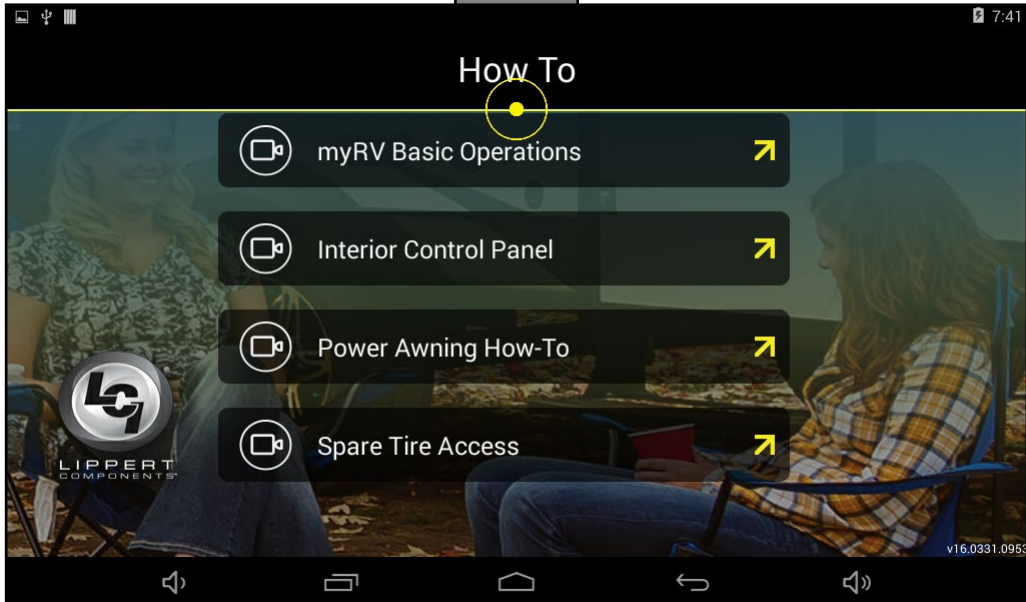 7:41
How To
myRV Basic Operations
Interior Control Panel
Power Awning How-To
Spare Tire Access
LCI
LIPPERT
COMPONENTS
v16.0331.0953